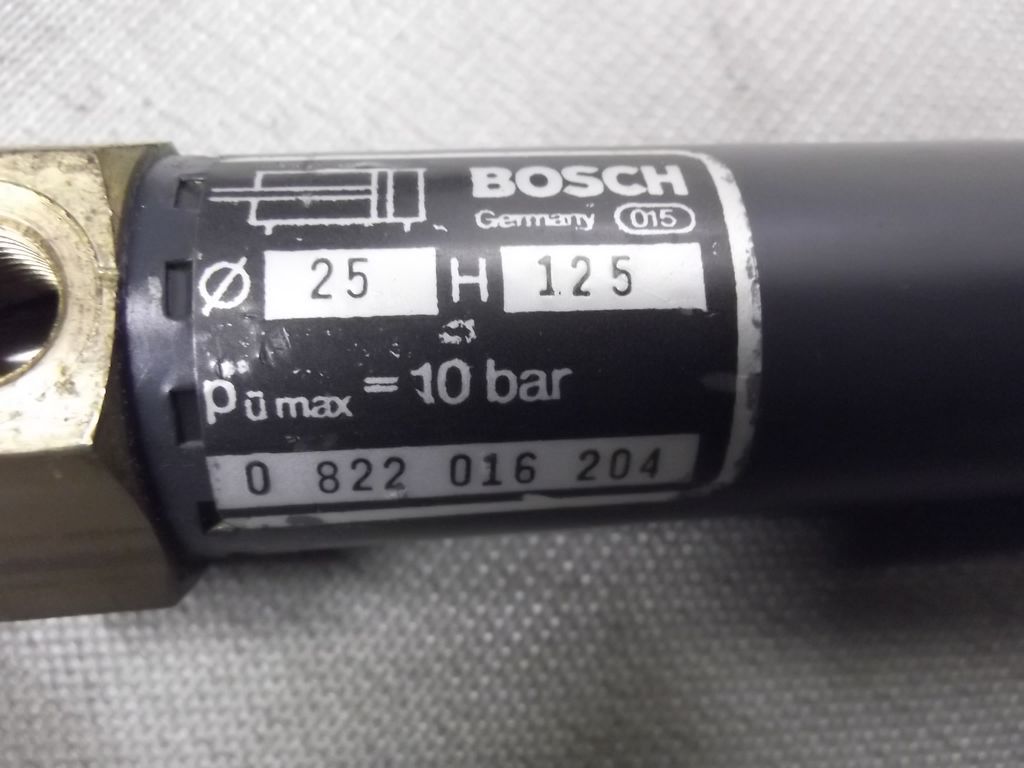 BOSCH
Germany 015
Ø 25 H 125
pü max = 10 bar
0 822 016 204